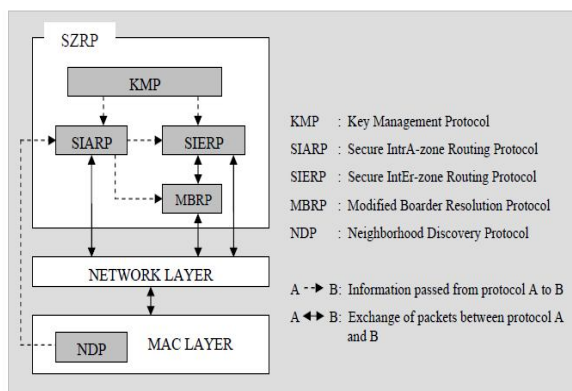 SZRP
KMP
SIARP
SIERP
MBRP
NETWORK LAYER
NDP
MAC LAYER
KMP : Key Management Protocol
SIARP : Secure IntrA-zone Routing Protocol
SIERP : Secure IntEr-zone Routing Protocol
MBRP : Modified Boarder Resolution Protocol
NDP : Neighborhood Discovery Protocol
A --➤ B: Information passed from protocol A to B
A ◄➤ B: Exchange of packets between protocol A
and B